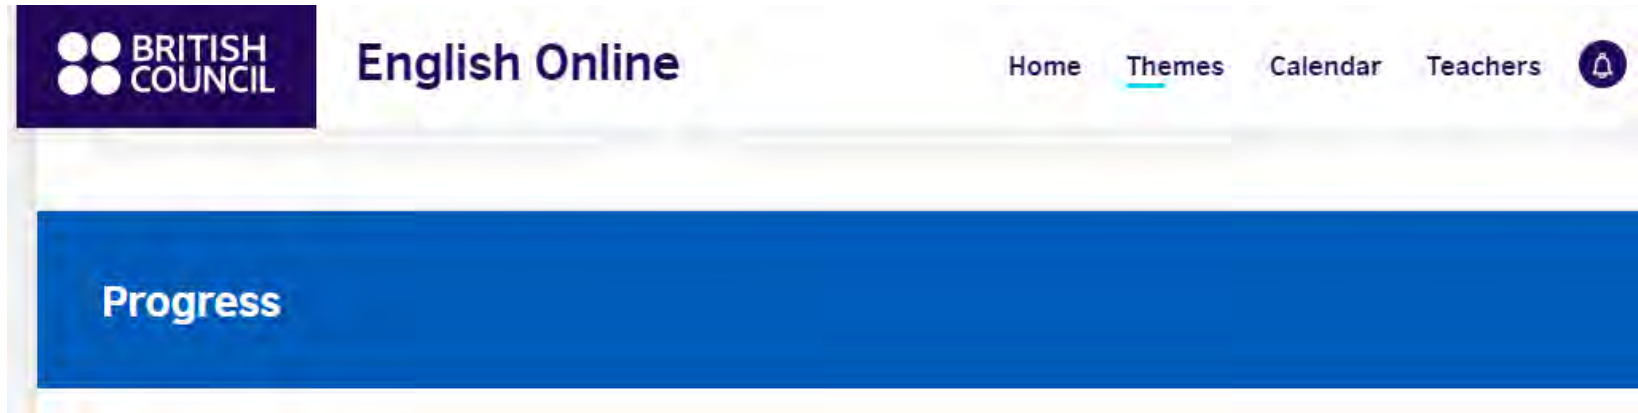 BRITISH
COUNCIL
English Online
Home Themes Calendar Teachers
Progress